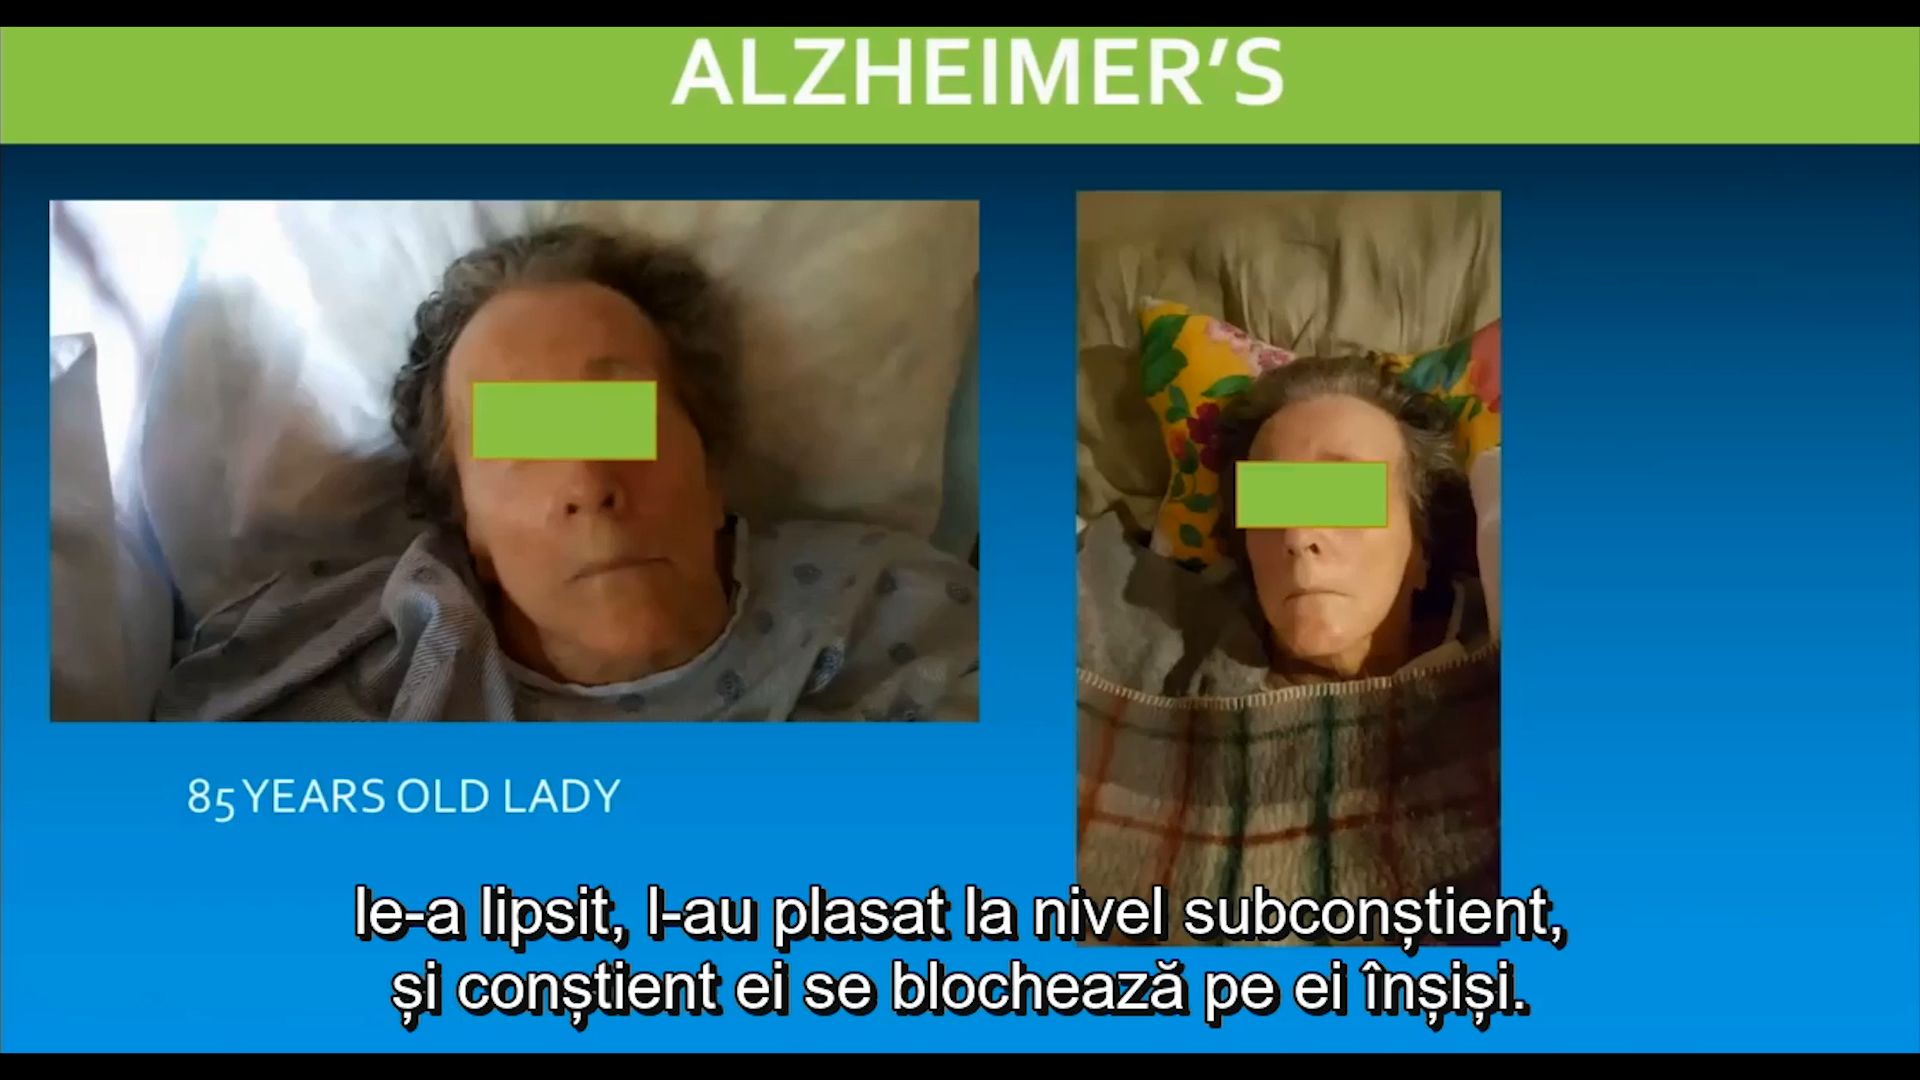 ALZHEIMER'S
85 YEARS OLD LADY
le-a lipsit, l-au plasat la nivel subconștient,
și conștient ei se blochează pe ei înșiși.